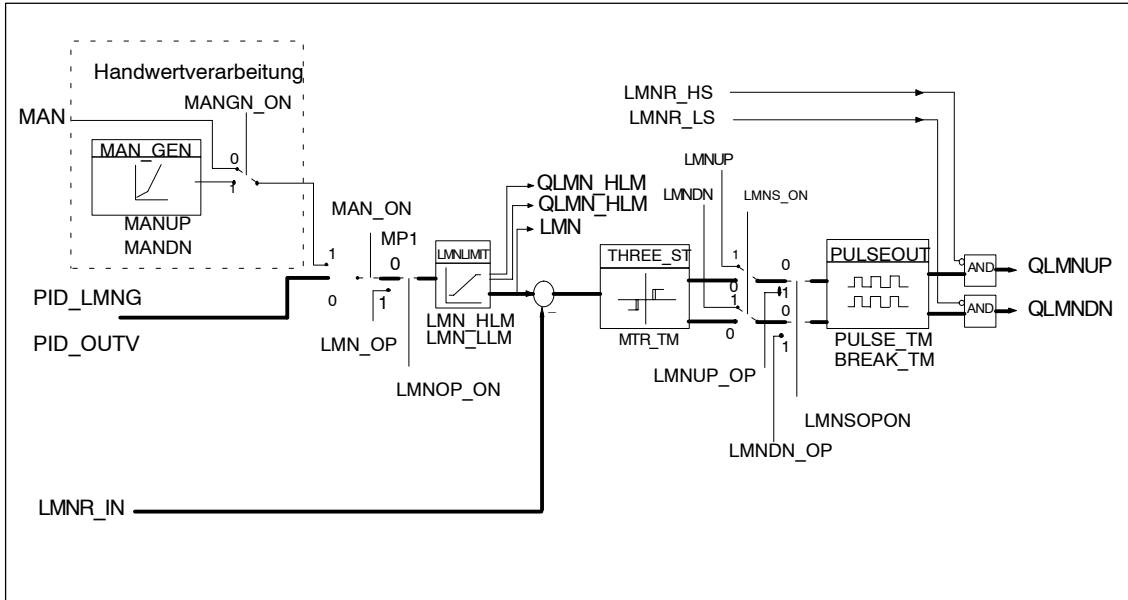 Handwertverarbeitung
MANGN_ON
MAN
MAN_GEN
0
1
MANUP
MANDN
PID_LMNG
PID_OUTV
1
0
MAN_ON
MP1
0
1
LMN_OP
LMNOP_ON
LMNLIMIT
LMN_HLM
LMN_LLM
QLMN_HLM
QLMN_HLM
LMN
LMNR_IN
THREE_ST
MTR_TM
LMNUP
LMNDN
LMNS_ON
1
0
1
0
0
1
0
1
LMNUP_OP
LMNDN_OP
LMNSOPON
LMNR_HS
LMNR_LS
PULSEOUT
PULSE_TM
BREAK_TM
AND
QLMNUP
AND
QLMNDN